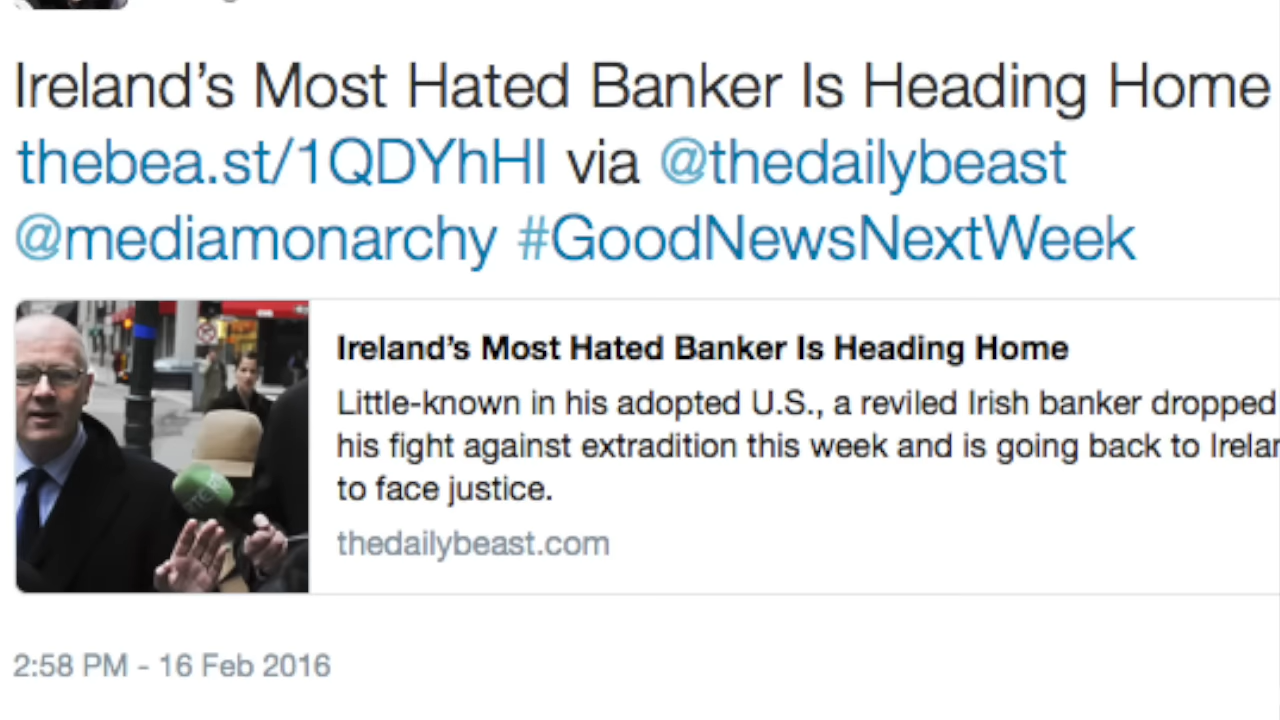 Ireland’s Most Hated Banker Is Heading Home
thebea.st/1QDYhHI via @thedailybeast
@mediamonarchy #GoodNewsNextWeek
Ireland’s Most Hated Banker Is Heading Home
Little-known in his adopted U.S., a reviled Irish banker dropped
his fight against extradition this week and is going back to
to face justice.
thedailybeast.com
2:58 PM - 16 Feb 2016